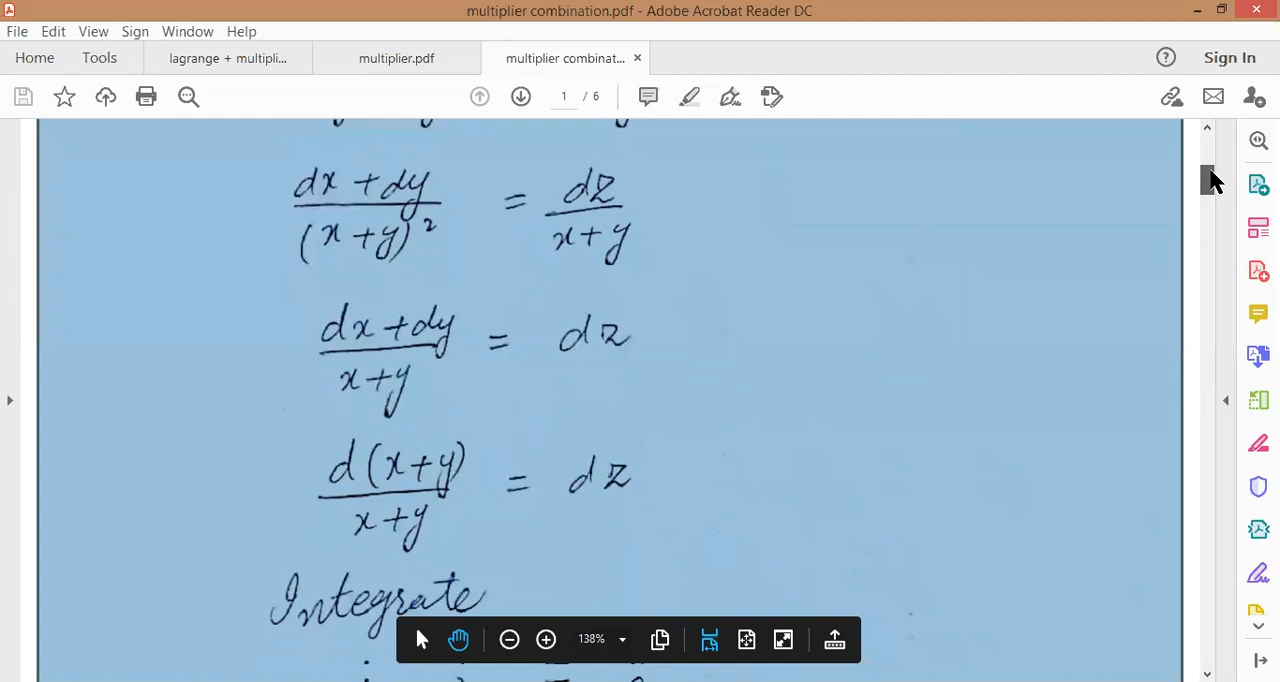 multiplier combination.pdf - Adobe Acrobat Reader DC
File Edit View Sign Window Help
Home Tools lagrange + multipli... multiplier.pdf multiplier combinat... × ? Sign In
1 / 6
dx + dy / (x + y)² = dz / x + y
dx + dy / x + y = dz
d(x + y) / x + y = dz
Integrate
138%